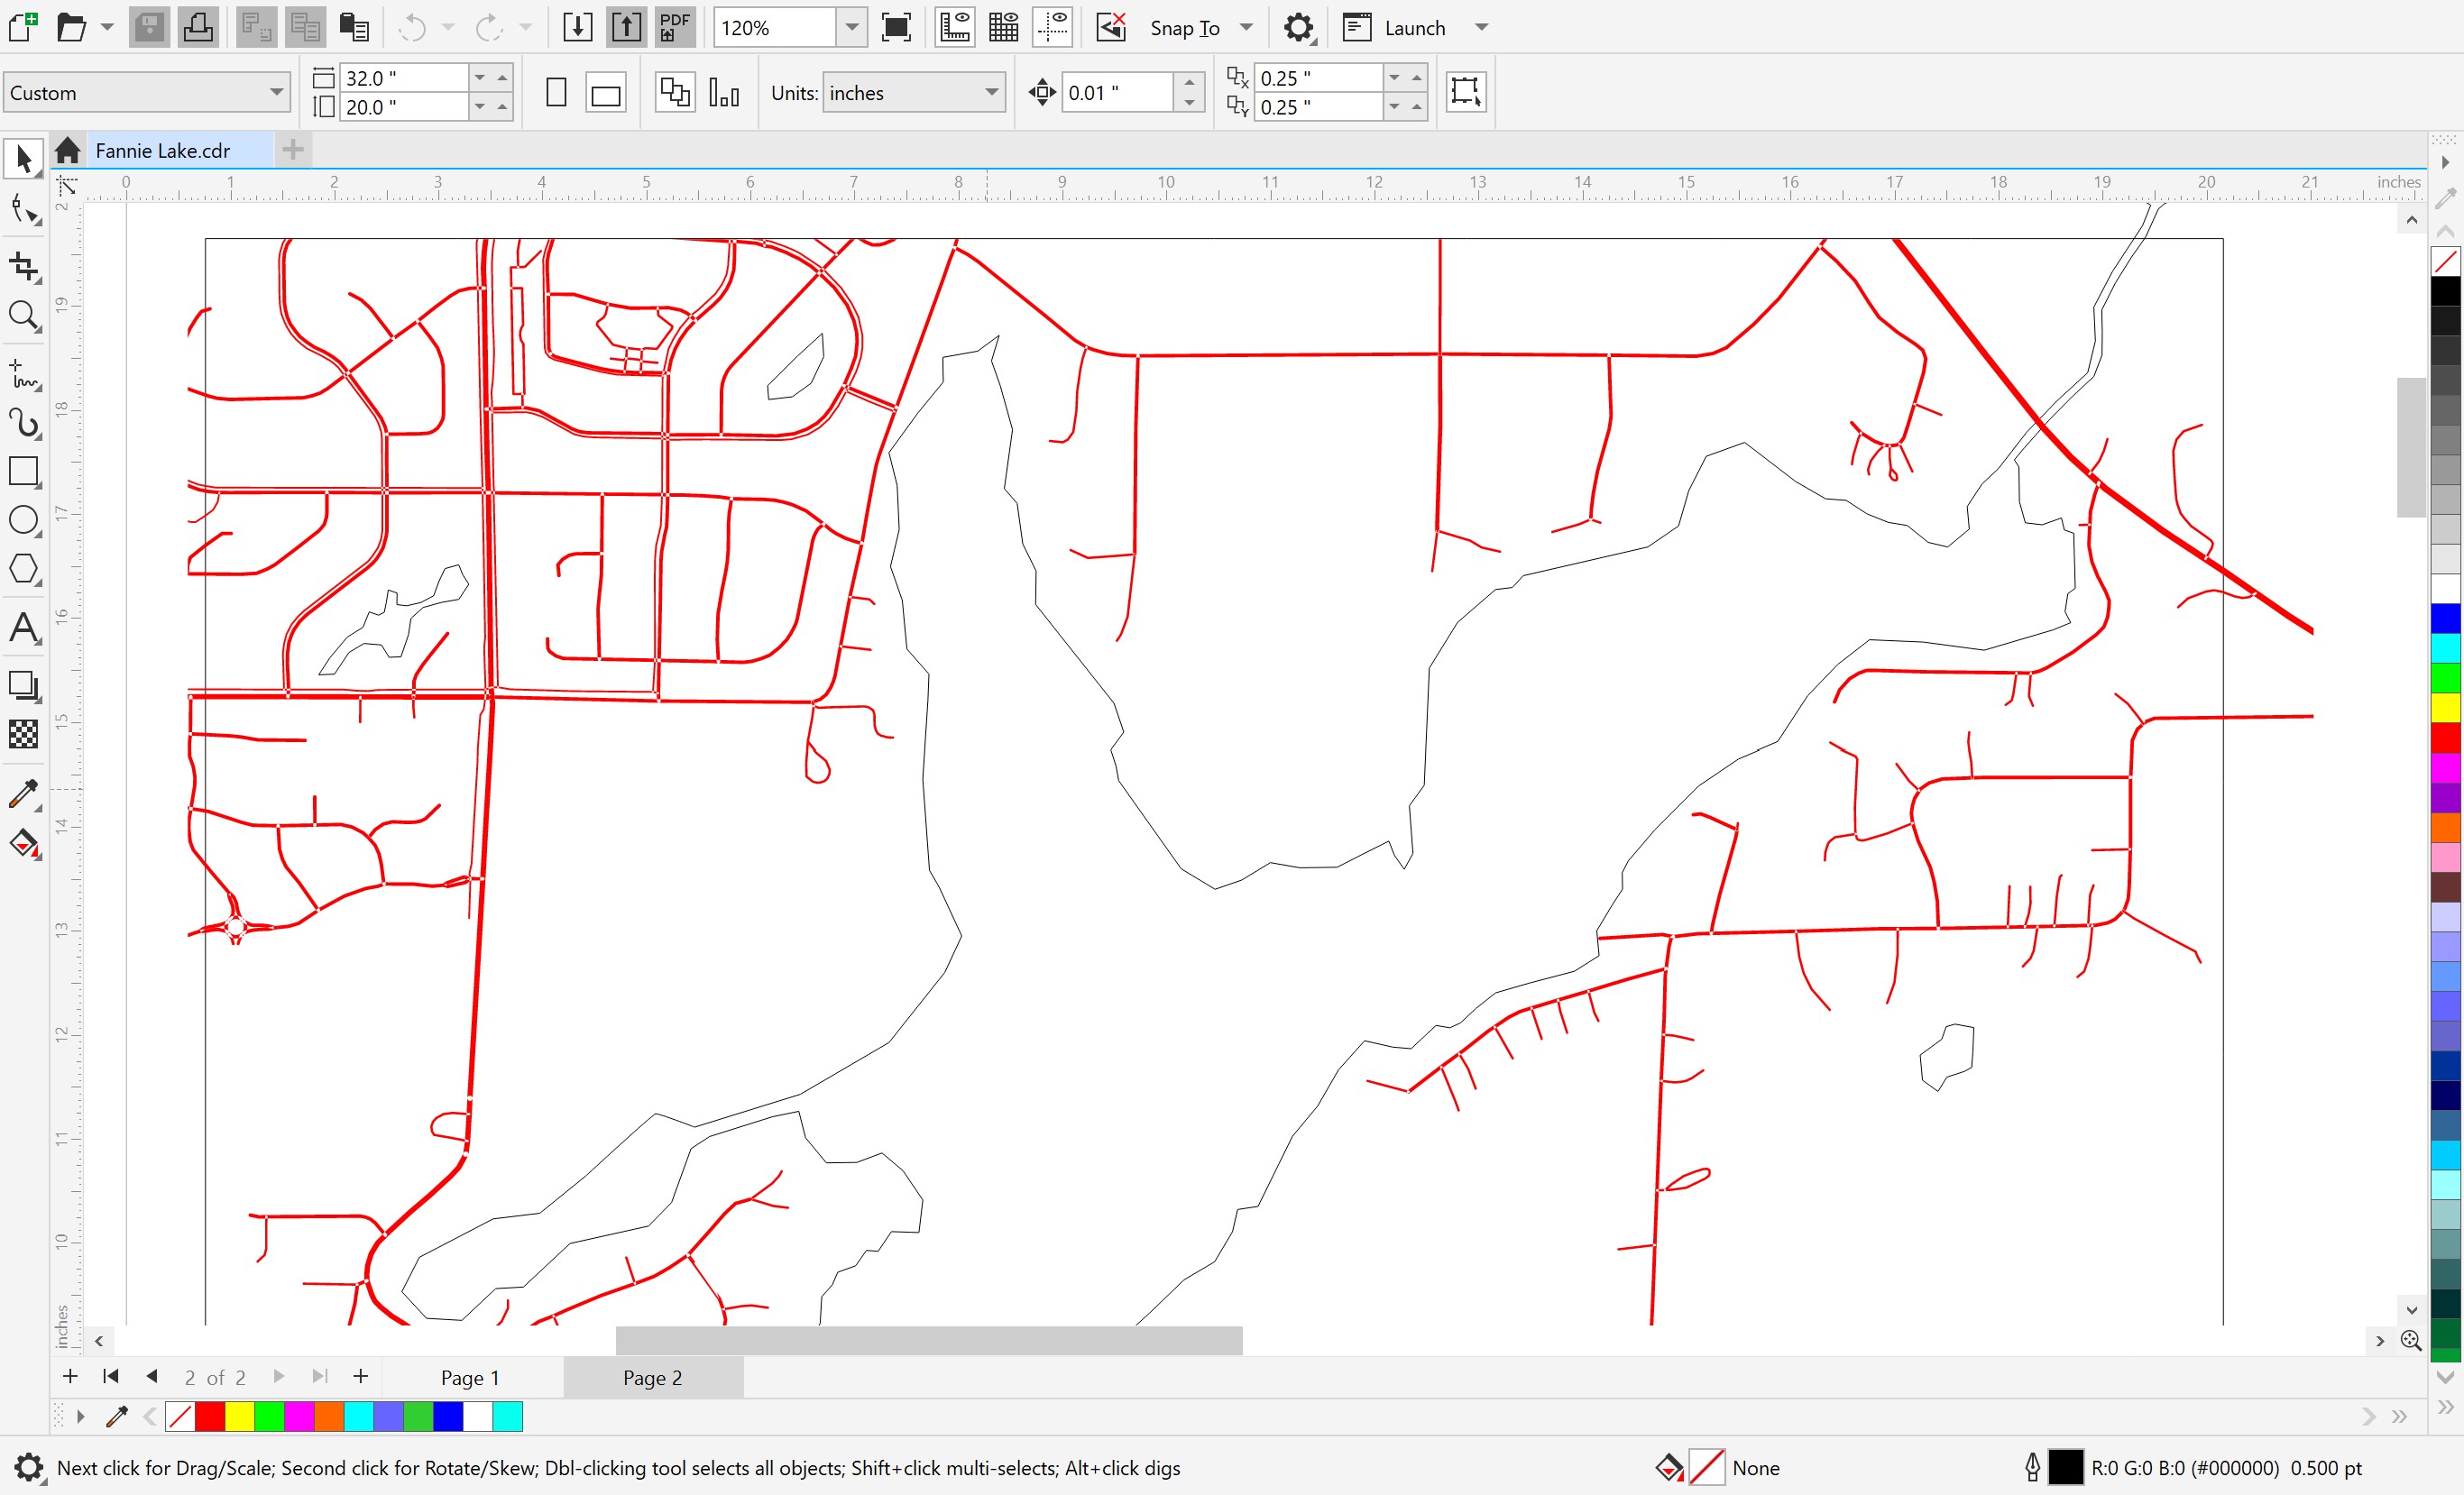 PDF
120%
Snap To
Launch
Custom
32.0 "
20.0 "
Units: inches
0.01 "
0.25 "
0.25 "
Fannie Lake.cdr
0 1 2 3 4 5 6 7 8 9 10 11 12 13 14 15 16 17 18 19 20 21 inches
2
19
18
17
16
15
14
13
12
11
10
inches
2 of 2
Page 1
Page 2
Next click for Drag/Scale; Second click for Rotate/Skew; Dbl-clicking tool selects all objects; Shift+click multi-selects; Alt+click digs
None
R:0 G:0 B:0 (#000000) 0.500 pt